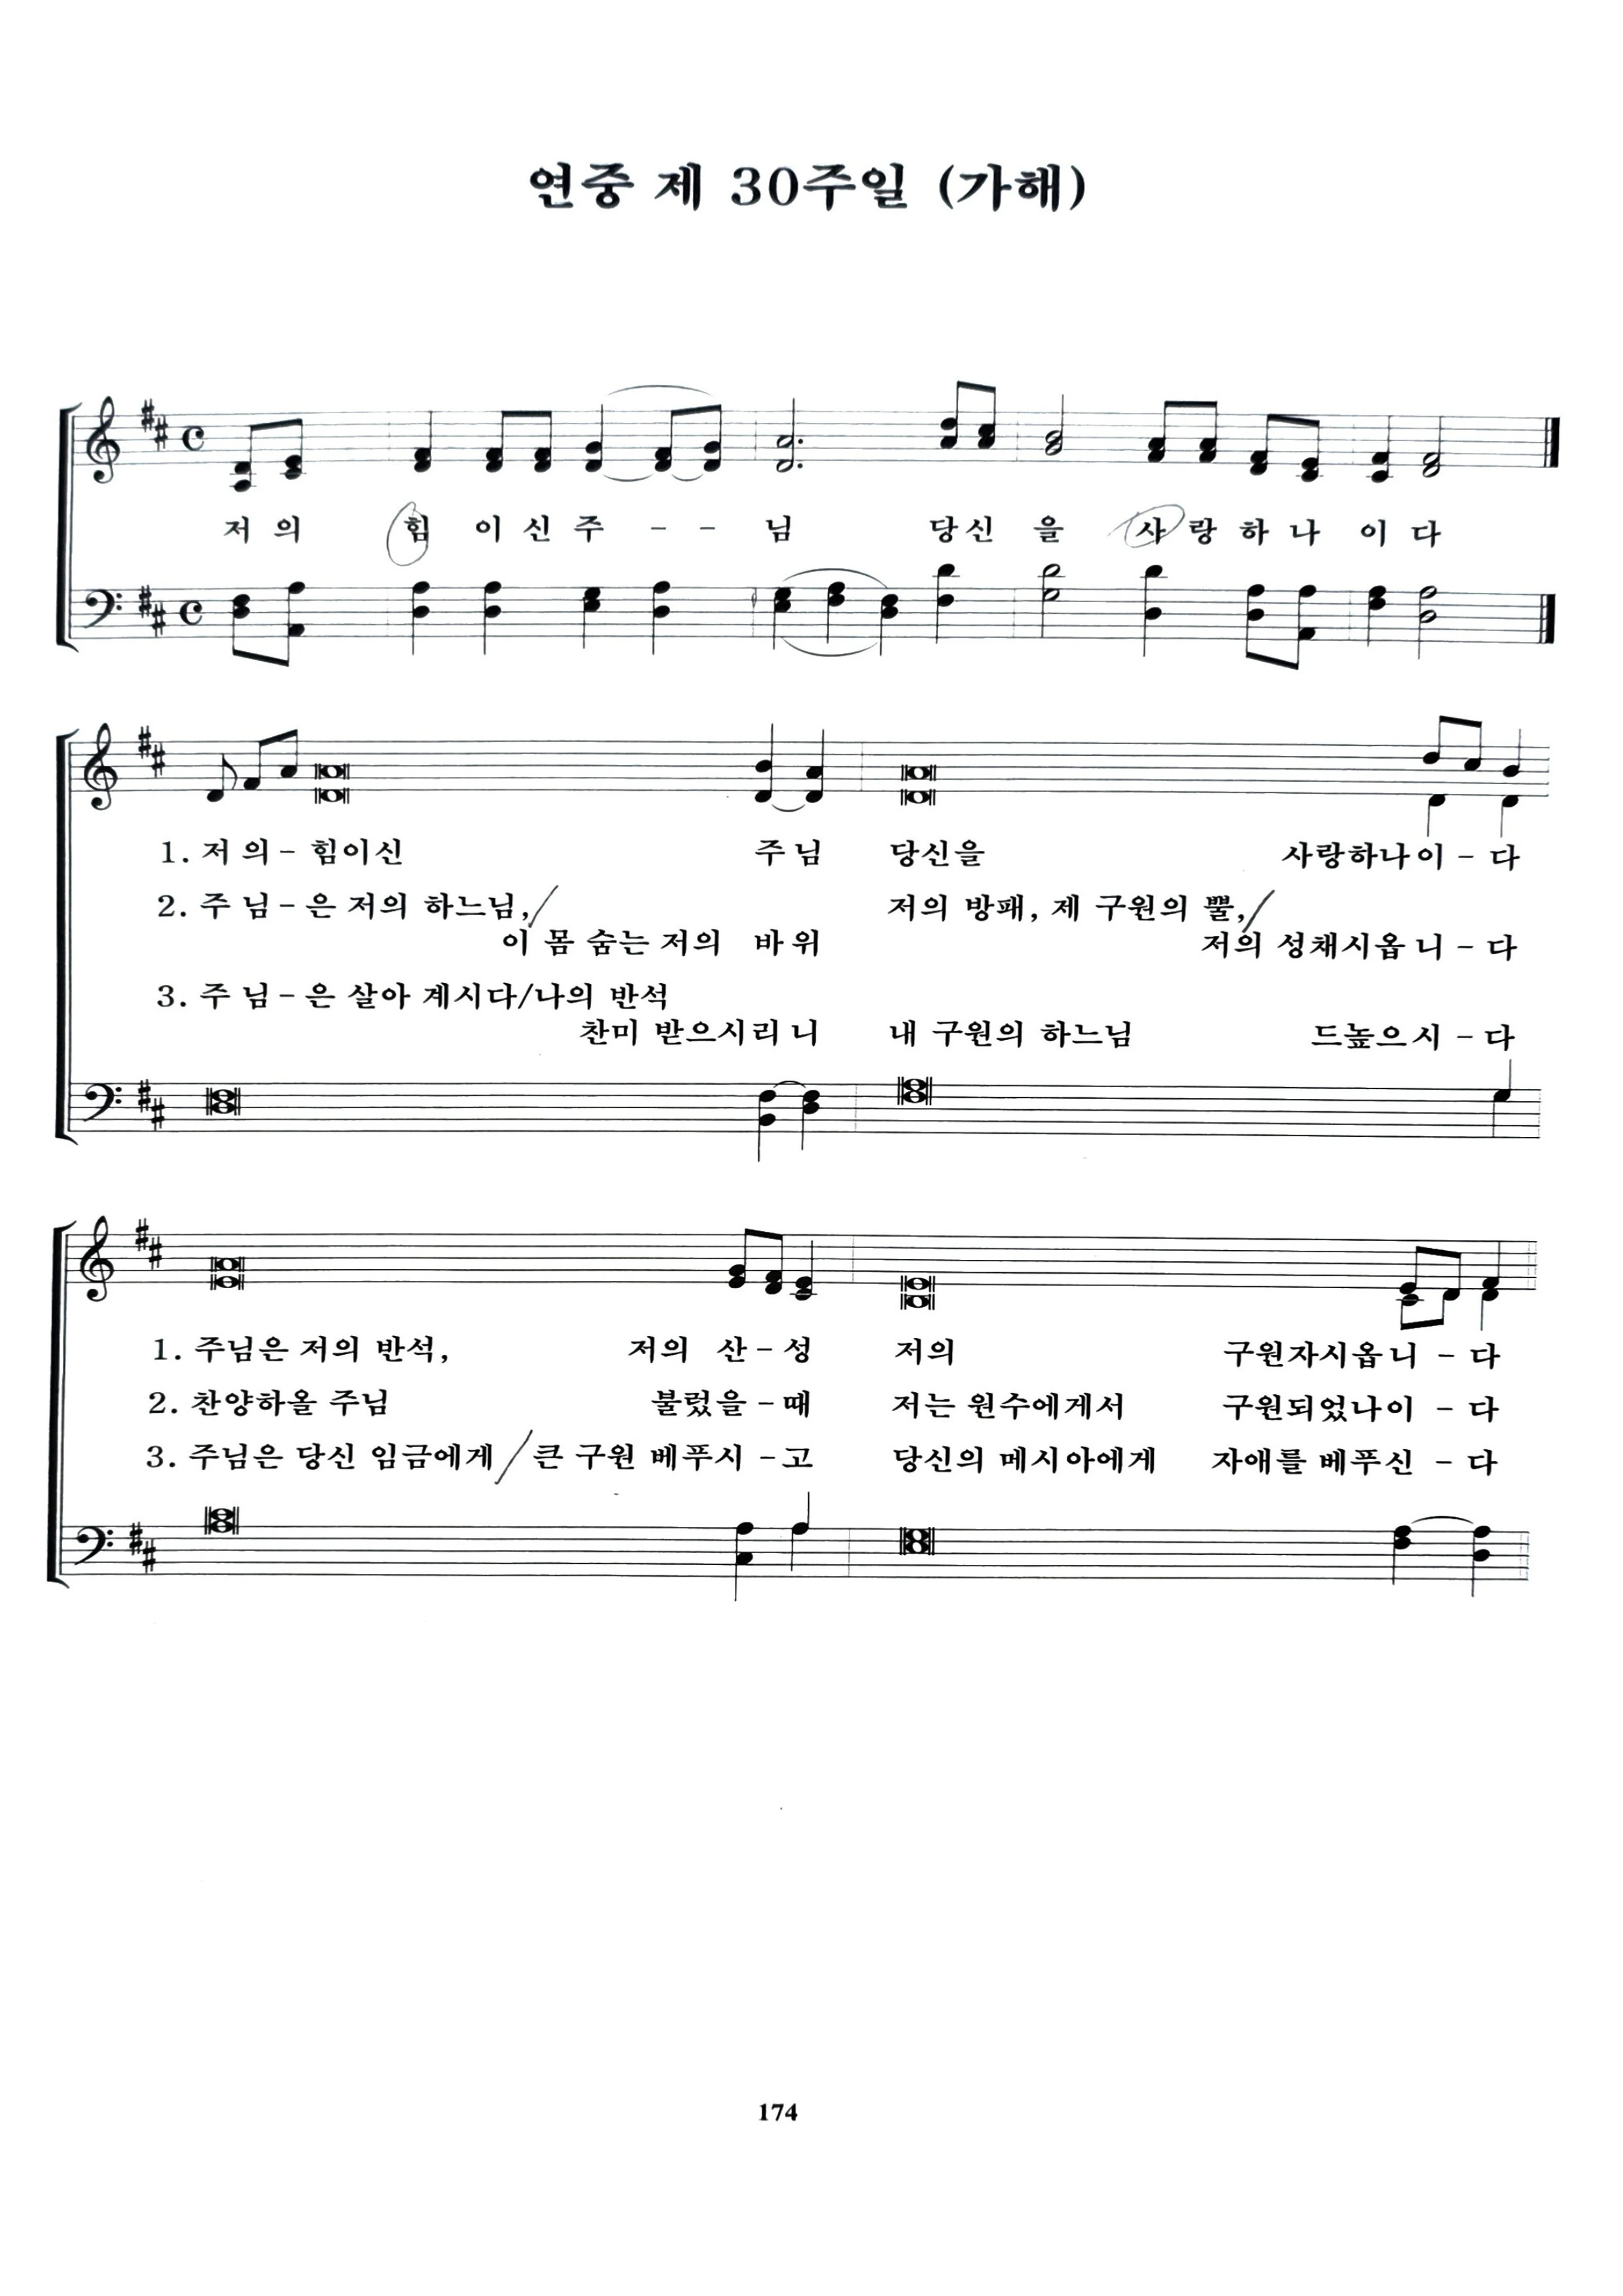 연중 제 30주일 (가해)
저 의 힘 이 신 주 - - 님 당 신 을 사 랑 하 나 이 다
1. 저 의 - 힘이신 주 님 당신을 사랑하나이 - 다
2. 주 님 - 은 저의 하느님,/ 저의 방패, 제 구원의 뿔,/
이 몸 숨는 저의 바 위 저의 성채시옵 니 - 다
3. 주 님 - 은 살아 계시다/나의 반석
찬미 받으시리 니 내 구원의 하느님 드높으시 - 다
1. 주님은 저의 반석, 저의 산 - 성 저의 구원자시옵니 - 다
2. 찬양하올 주님 불렀을 - 때 저는 원수에게서 구원되었나이 - 다
3. 주님은 당신 임금에게 / 큰 구원 베푸시 - 고 당신의 메시아에게 자애를 베푸신 - 다
174